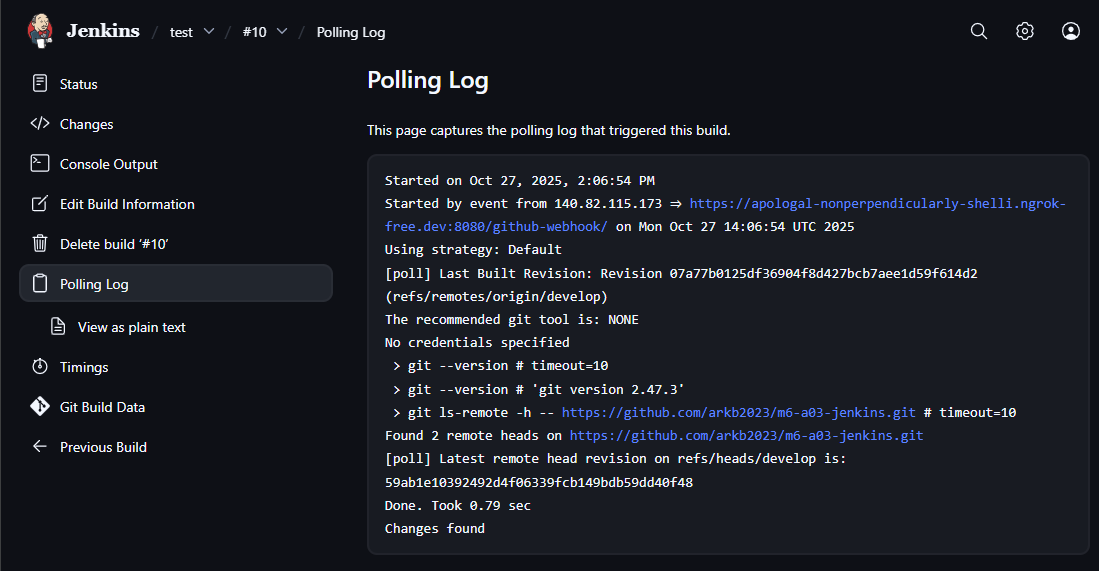 Jenkins / test / #10 / Polling Log
Status
Changes
Console Output
Edit Build Information
Delete build ‘#10’
Polling Log
View as plain text
Timings
Git Build Data
Previous Build
Polling Log
This page captures the polling log that triggered this build.
Started on Oct 27, 2025, 2:06:54 PM
Started by event from 140.82.115.173 ⇒ https://apologal-nonperpendicularly-shelli.ngrok-
free.dev:8080/github-webhook/ on Mon Oct 27 14:06:54 UTC 2025
Using strategy: Default
[poll] Last Built Revision: Revision 07a77b0125df36904f8d427bcb7aee1d59f614d2
(refs/remotes/origin/develop)
The recommended git tool is: NONE
No credentials specified
> git --version # timeout=10
> git --version # 'git version 2.47.3'
> git ls-remote -h -- https://github.com/arkb2023/m6-a03-jenkins.git # timeout=10
Found 2 remote heads on https://github.com/arkb2023/m6-a03-jenkins.git
[poll] Latest remote head revision on refs/heads/develop is:
59ab1e10392492d4f06339fcb149bdb59dd40f48
Done. Took 0.79 sec
Changes found